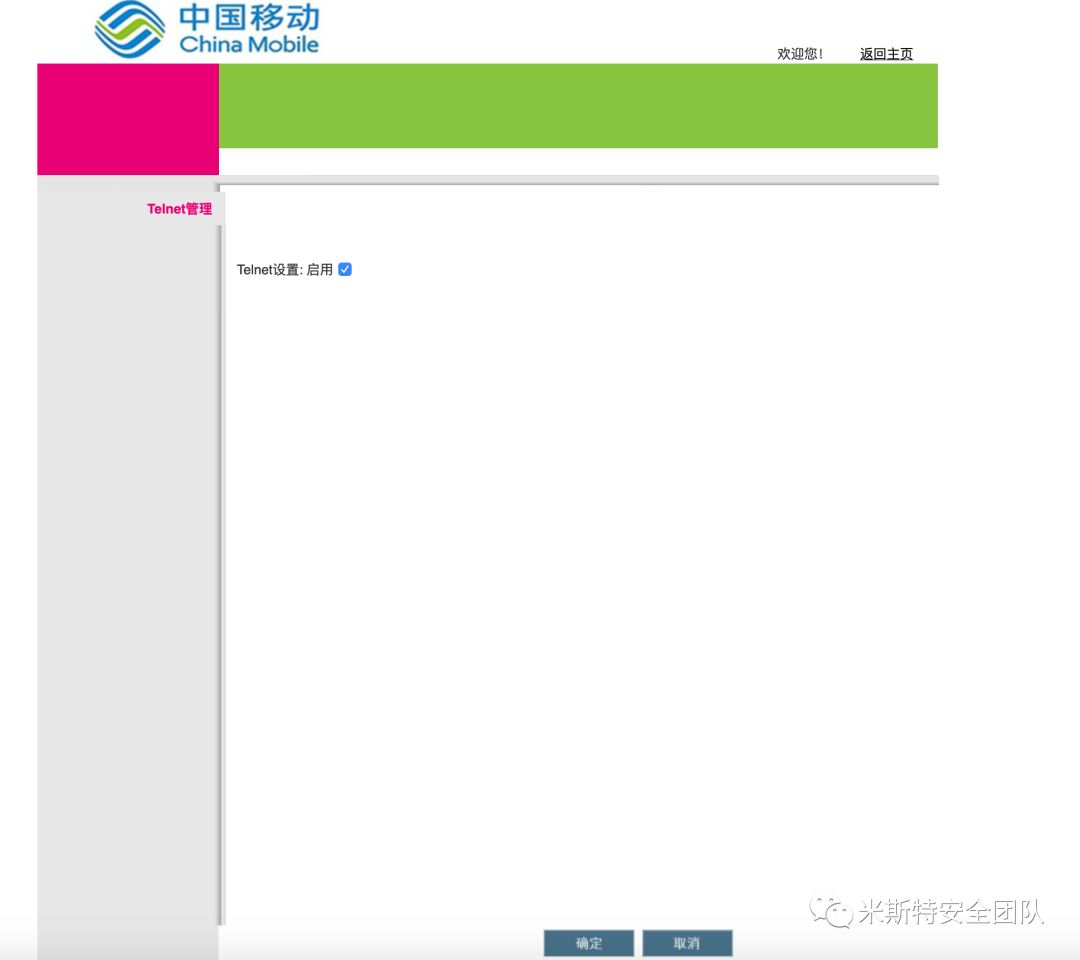 中国移动
China Mobile
欢迎您！ 返回主页
Telnet管理
Telnet设置: 启用
米斯特安全团队
确定 取消